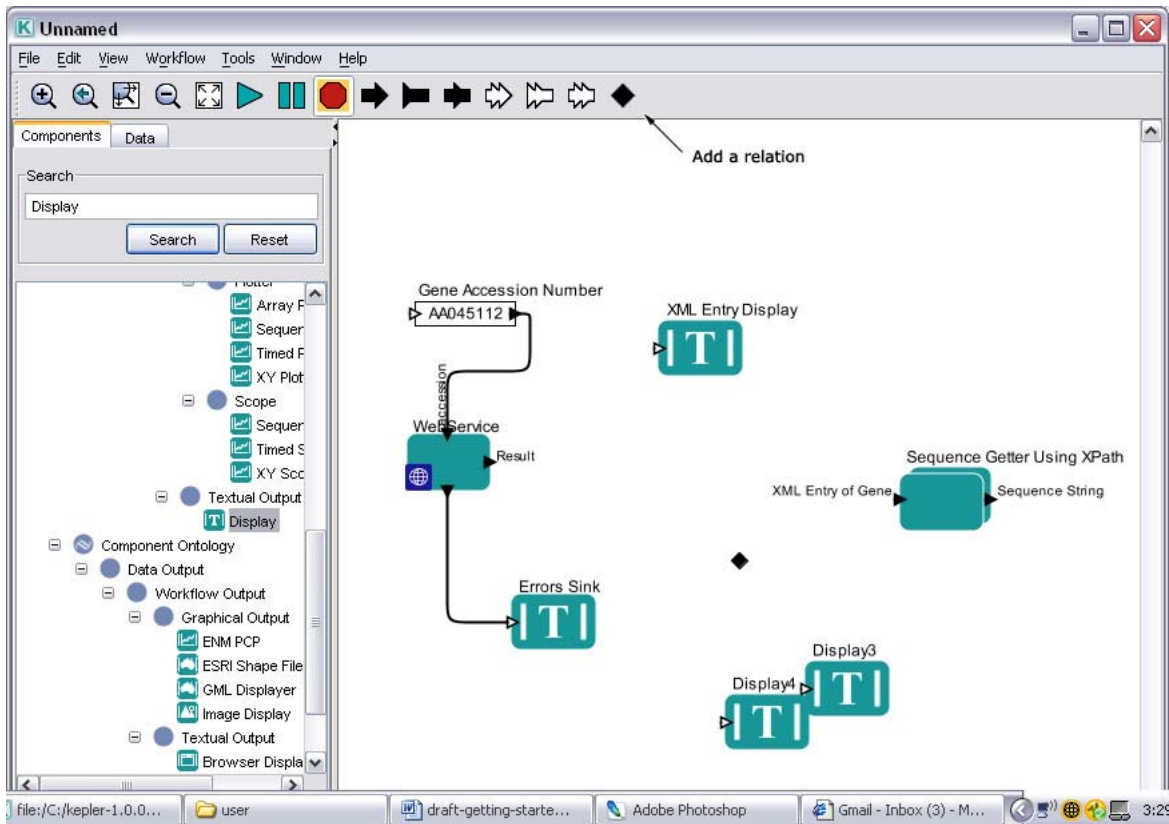 Unnamed
File Edit View Workflow Tools Window Help
Components Data
Add a relation
Search
Display
Search Reset
Plotter
Array P
Sequer
Timed P
XY Plot
Scope
Sequer
Timed S
XY Sco
Textual Output
T Display
Component Ontology
Data Output
Workflow Output
Graphical Output
ENM PCP
ESRI Shape File
GML Displayer
Image Display
Textual Output
Browser Displa
Gene Accession Number
AA045112
accession
WebService
Result
XML Entry Display
T
Sequence Getter Using XPath
XML Entry of Gene
Sequence String
Errors Sink
T
Display3
T
Display4
T
file:/C:/kepler-1.0.0... user draft-getting-starte... Adobe Photoshop Gmail - Inbox (3) - M... 3:29